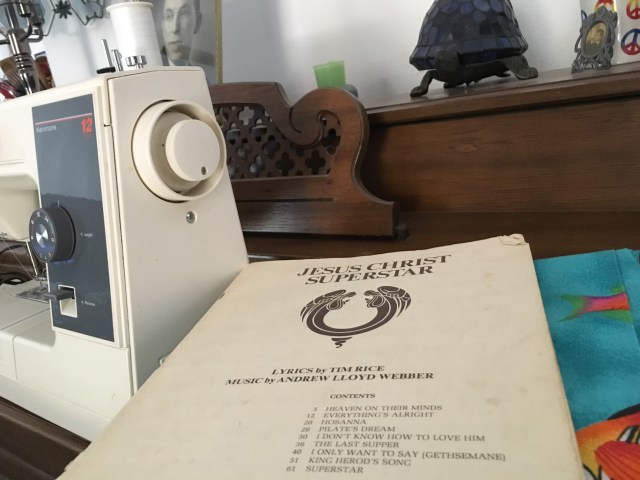 Kenmore 12
JESUS CHRIST
SUPERSTAR
LYRICS by TIM RICE
MUSIC by ANDREW LLOYD WEBBER
CONTENTS
3 HEAVEN ON THEIR MINDS
12 EVERYTHING'S ALRIGHT
20 HOSANNA
26 PILATE'S DREAM
30 I DON'T KNOW HOW TO LOVE HIM
36 THE LAST SUPPER
40 I ONLY WANT TO SAY (GETHSEMANE)
51 KING HEROD'S SONG
61 SUPERSTAR